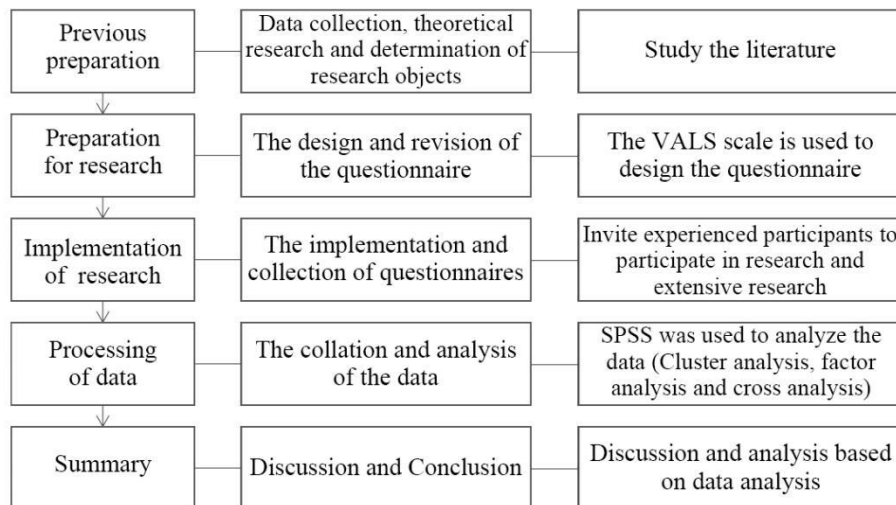 Previous
preparation
Data collection, theoretical
research and determination of
research objects
Study the literature
Preparation
for research
The design and revision of
the questionnaire
The VALS scale is used to
design the questionnaire
Implementation
of research
The implementation and
collection of questionnaires
Invite experienced participants to
participate in research and
extensive research
Processing
of data
The collation and analysis
of the data
SPSS was used to analyze the
data (Cluster analysis, factor
analysis and cross analysis)
Summary
Discussion and Conclusion
Discussion and analysis based
on data analysis